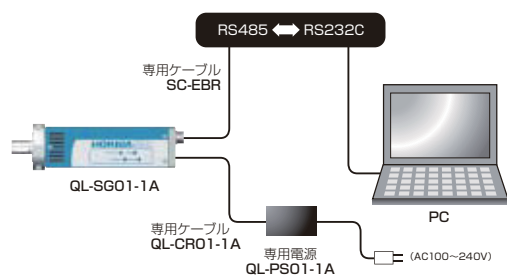 RS485 ⟺ RS232C
専用ケーブル
SC-EBR
HORIBA
QL-SG01-1A
PC
専用ケーブル
QL-CR01-1A
専用電源
QL-PS01-1A
(AC100~240V)